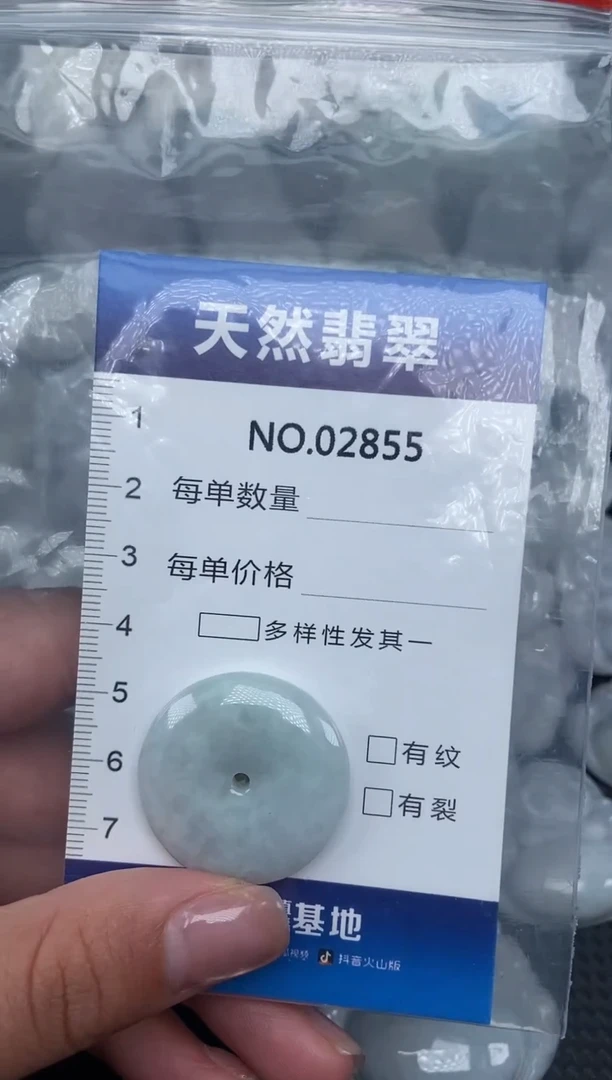 天然翡翠
NO.02855
1
2
每单数量
3
每单价格
4
多样性发其一
5
6
有纹
有裂
7
基地
视频 抖音火山版